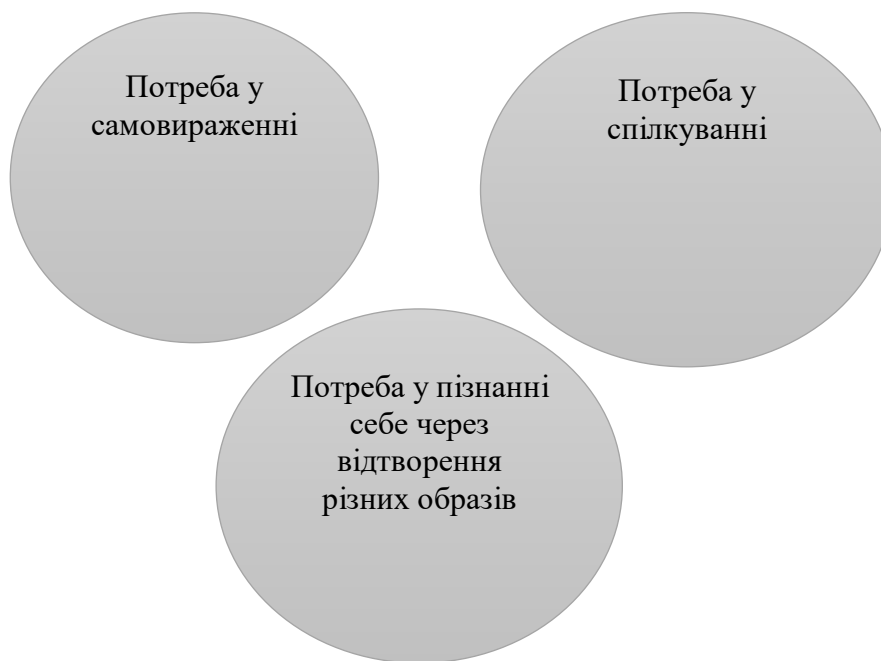 Потреба у
самовираженні
Потреба у
спілкуванні
Потреба у пізнанні
себе через
відтворення
різних образів